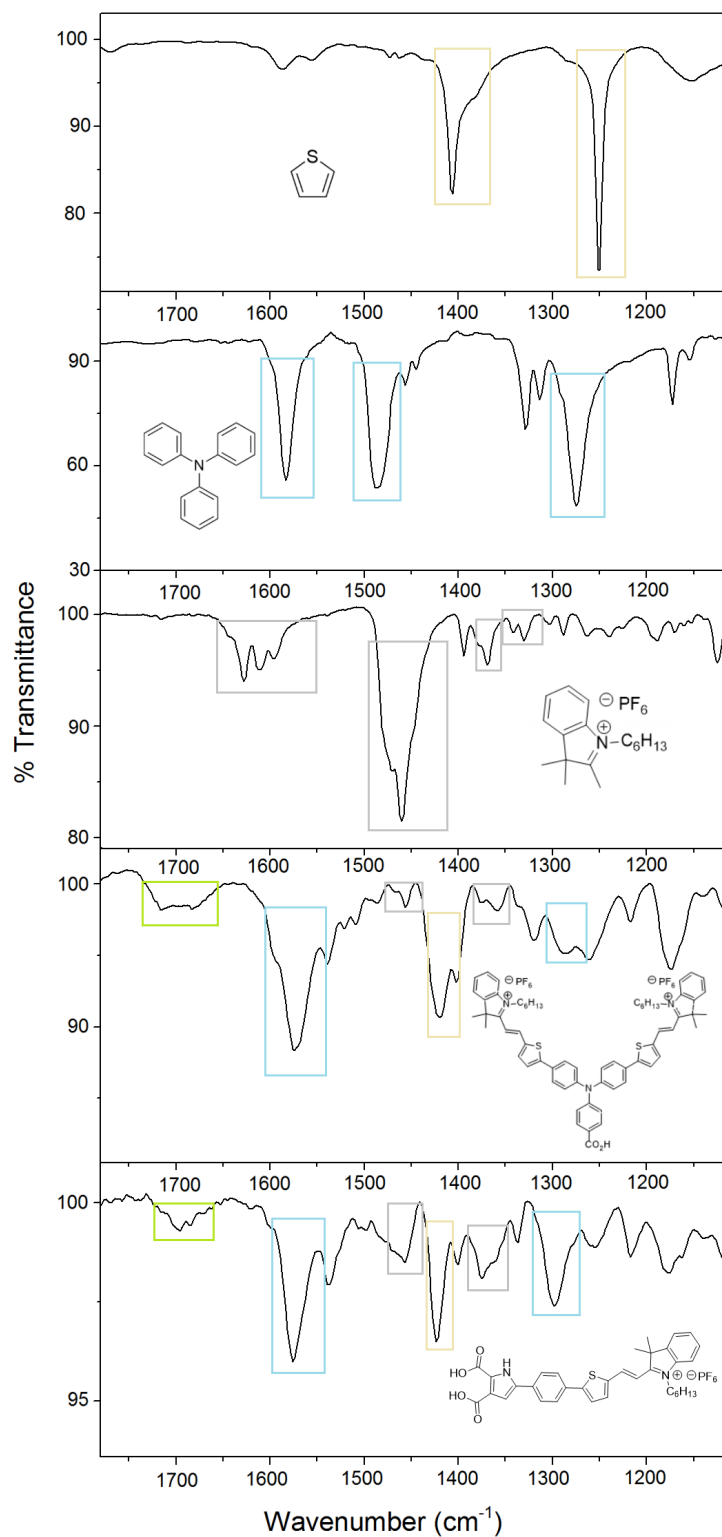 100
90
80
S
1700 1600 1500 1400 1300 1200
90
60
30
N
1700 1600 1500 1400 1300 1200
100
90
80
⊖ PF6
⊕
N–C6H13
% Transmittance
1700 1600 1500 1400 1300 1200
100
90
⊖PF6
⊕
N–C6H13
⊖PF6
⊕
C6H13–N
S
S
N
CO2H
1700 1600 1500 1400 1300 1200
100
95
O
HO
H
N
HO
O
S
N ⊕ ⊖PF6
C6H13
1700 1600 1500 1400 1300 1200
Wavenumber (cm-1)